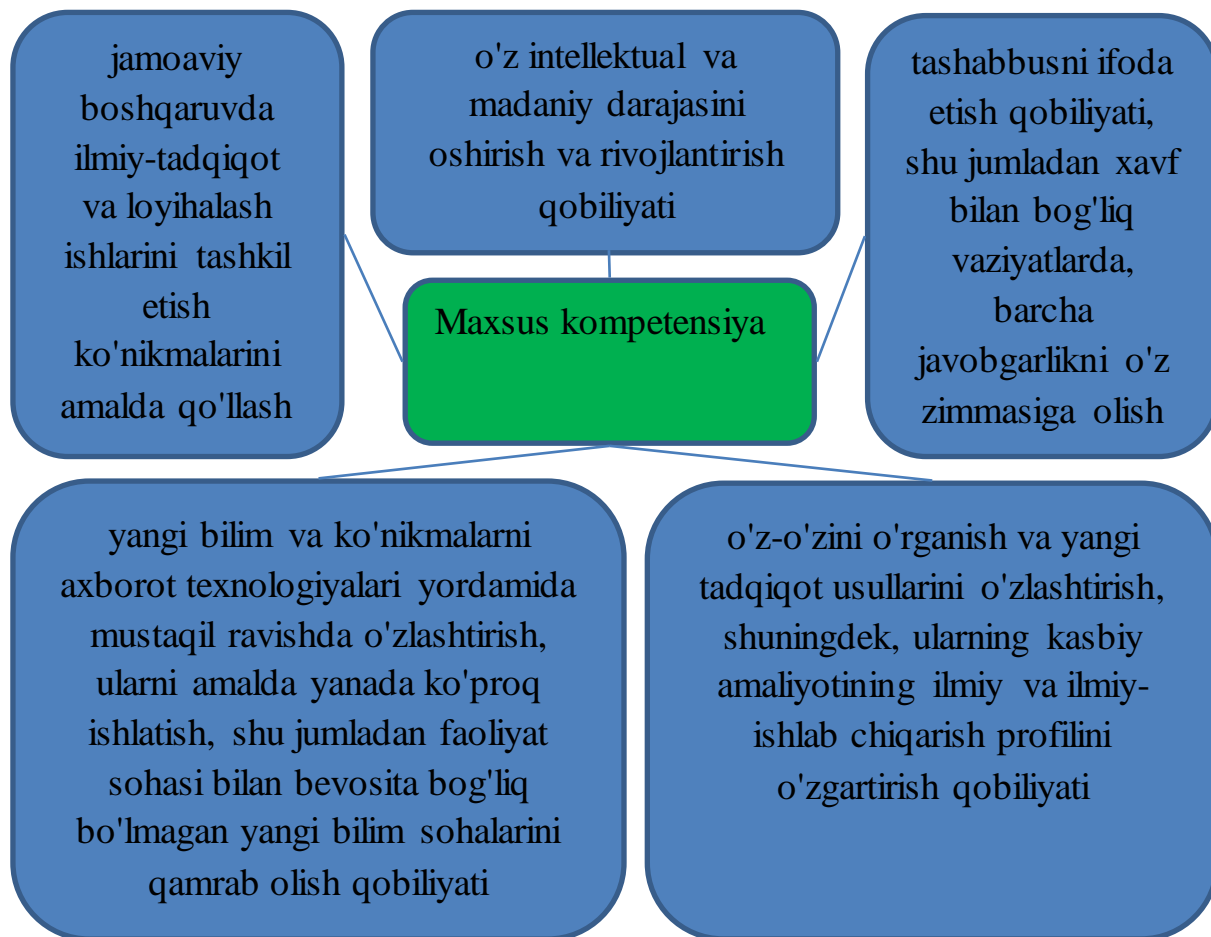 jamoaviy
boshqaruvda
ilmiy-tadqiqot
va loyihalash
ishlarini tashkil
etish
ko'nikmalarini
amalda qo'llash
o'z intellektual va
madaniy darajasini
oshirish va rivojlantirish
qobiliyati
tashabbusni ifoda
etish qobiliyati,
shu jumladan xavf
bilan bog'liq
vaziyatlarda,
barcha
javobgarlikni o'z
zimmasiga olish
Maxsus kompetensiya
yangi bilim va ko'nikmalarni
axborot texnologiyalari yordamida
mustaqil ravishda o'zlashtirish,
ularni amalda yanada ko'proq
ishlatish, shu jumladan faoliyat
sohasi bilan bevosita bog'liq
bo'lmagan yangi bilim sohalarini
qamrab olish qobiliyati
o'z-o'zini o'rganish va yangi
tadqiqot usullarini o'zlashtirish,
shuningdek, ularning kasbiy
amaliyotining ilmiy va ilmiy-
ishlab chiqarish profilini
o'zgartirish qobiliyati